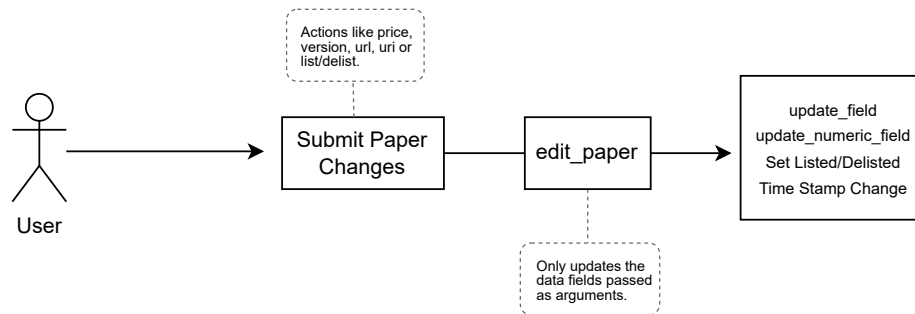 Actions like price,
version, url, uri or
list/delist.
User
Submit Paper
Changes
edit_paper
Only updates the
data fields passed
as arguments.
update_field
update_numeric_field
Set Listed/Delisted
Time Stamp Change